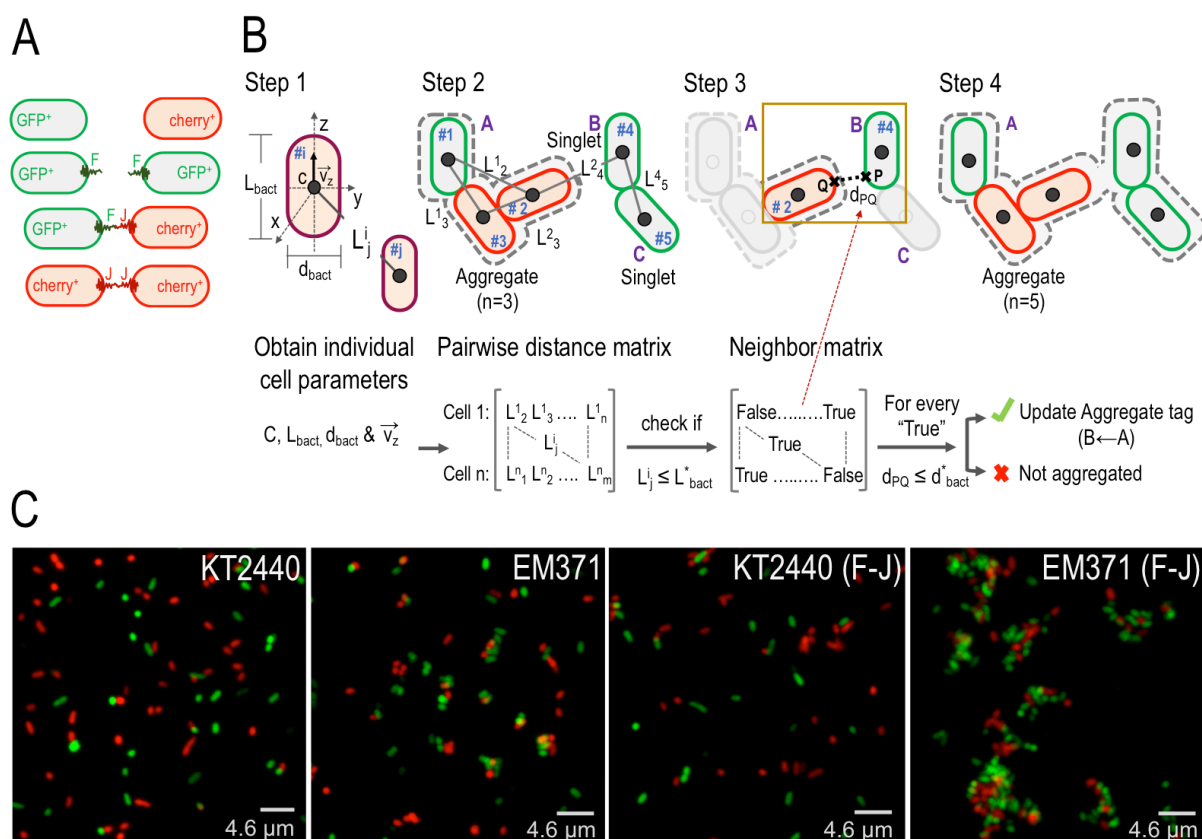 A
GFP⁺
cherry⁺
GFP⁺ F F GFP⁺
GFP⁺ F J cherry⁺
cherry⁺ J J cherry⁺
B
Step 1
z
#i
C
v⃗z
y
x
Lbact
dbact
Lⁱj
#j
Step 2
A
#1
L¹2
L¹3
#2
#3
L²3
Aggregate
(n=3)
B
#4
Singlet
L²4
L⁴5
#5
C
Singlet
Step 3
A
B
#4
Q
P
dPQ
#2
C
Step 4
A
Aggregate
(n=5)
Obtain individual
cell parameters
C, Lbact, dbact & v⃗z
Pairwise distance matrix
Cell 1: L¹2 L¹3 .... L¹n
Lⁱj
Cell n: Lⁿ1 Lⁿ2 .... Lⁿm
check if
Lⁱj ≤ L*bact
Neighbor matrix
False.........True
True
True .........False
For every
“True”
dPQ ≤ d*bact
Update Aggregate tag
(B←A)
Not aggregated
C
KT2440
4.6 µm
EM371
4.6 µm
KT2440 (F-J)
4.6 µm
EM371 (F-J)
4.6 µm